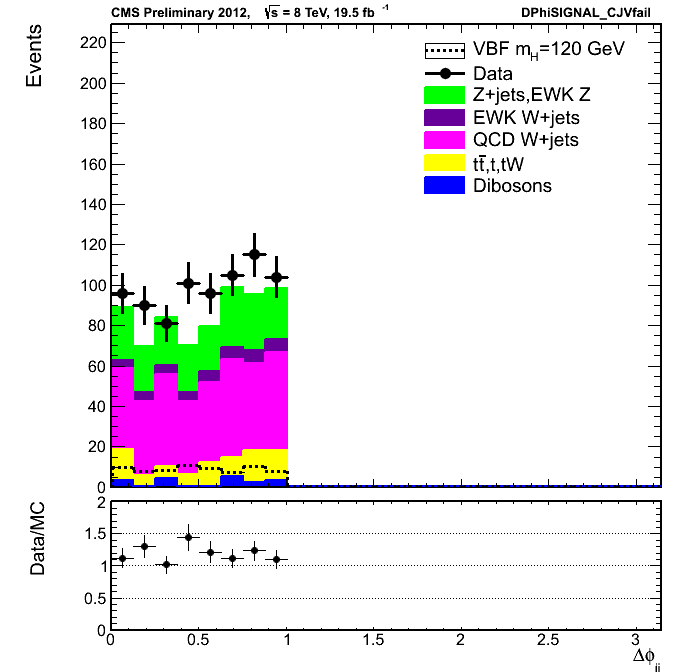 CMS Preliminary 2012, √s = 8 TeV, 19.5 fb⁻¹ DPhiSIGNAL_CJVfail
Events
220
200
180
160
140
120
100
80
60
40
20
0
VBF m_H=120 GeV
Data
Z+jets,EWK Z
EWK W+jets
QCD W+jets
tt̅,t,tW
Dibosons
Data/MC
2
1.5
1
0.5
0
0 0.5 1 1.5 2 2.5 3
Δϕ_jj